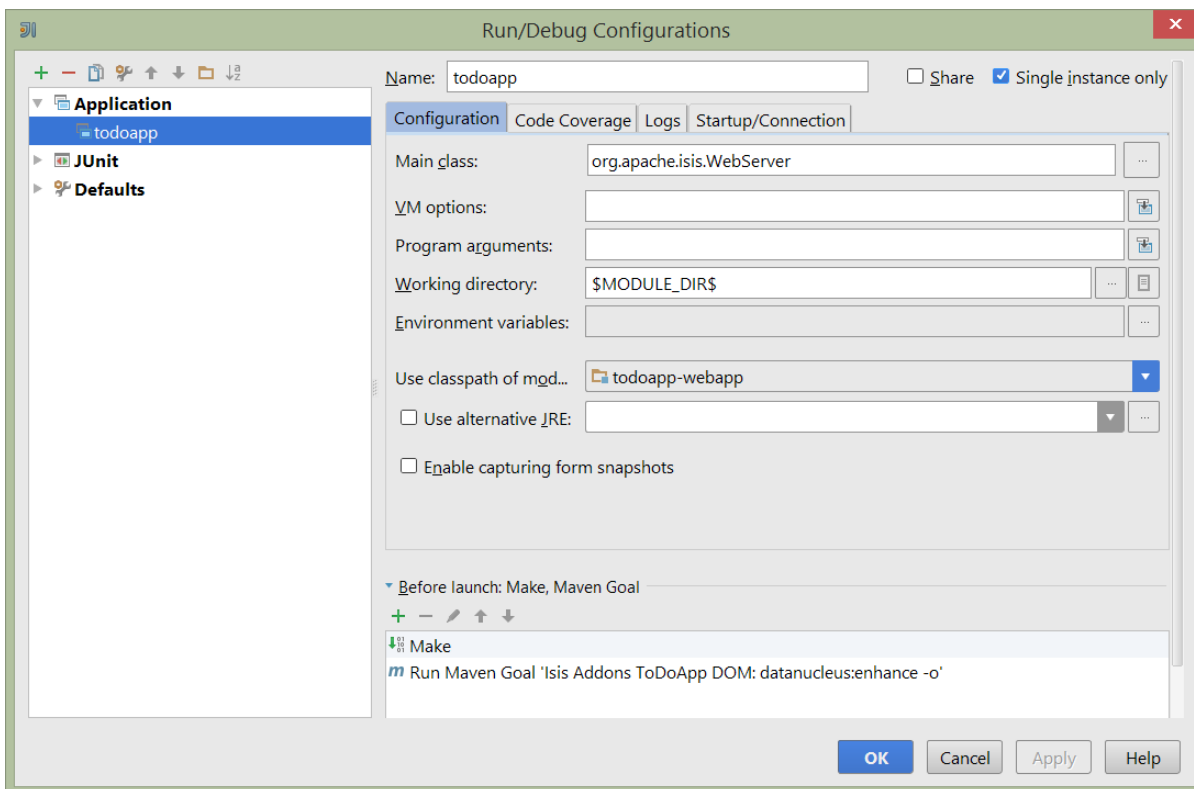 Run/Debug Configurations
Name: todoapp Share Single instance only
Application
todoapp
JUnit
Defaults
Configuration Code Coverage Logs Startup/Connection
Main class: org.apache.isis.WebServer ...
VM options:
Program arguments:
Working directory: $MODULE_DIR$ ...
Environment variables: ...
Use classpath of mod... todoapp-webapp
Use alternative JRE: ...
Enable capturing form snapshots
Before launch: Make, Maven Goal
Make
Run Maven Goal 'Isis Addons ToDoApp DOM: datanucleus:enhance -o'
OK Cancel Apply Help